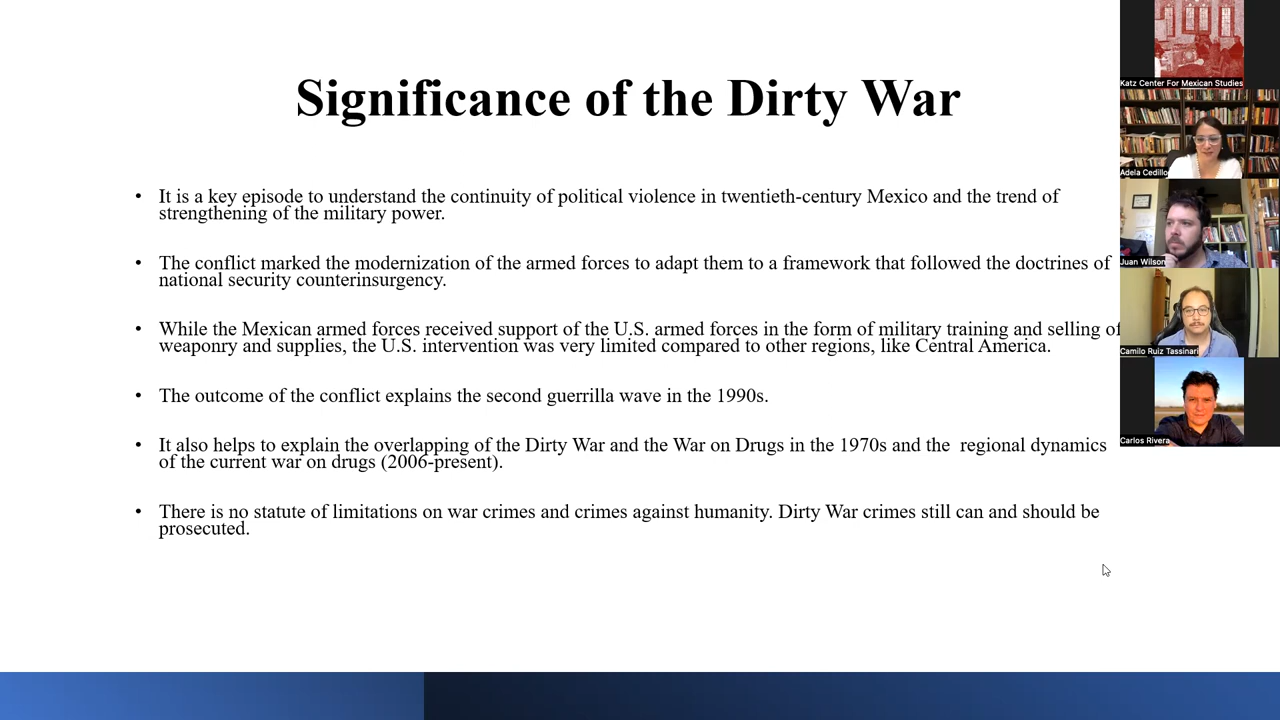 Significance of the Dirty War
• It is a key episode to understand the continuity of political violence in twentieth-century Mexico and the trend of
strengthening of the military power.
• The conflict marked the modernization of the armed forces to adapt them to a framework that followed the doctrines of
national security counterinsurgency.
• While the Mexican armed forces received support of the U.S. armed forces in the form of military training and selling of
weaponry and supplies, the U.S. intervention was very limited compared to other regions, like Central America.
• The outcome of the conflict explains the second guerrilla wave in the 1990s.
• It also helps to explain the overlapping of the Dirty War and the War on Drugs in the 1970s and the  regional dynamics
of the current war on drugs (2006-present).
• There is no statute of limitations on war crimes and crimes against humanity. Dirty War crimes still can and should be
prosecuted.
Katz Center For Mexican Studies
Adela Cedillo
Juan Wilson
Camilo Ruiz Tassinari
Carlos Rivera